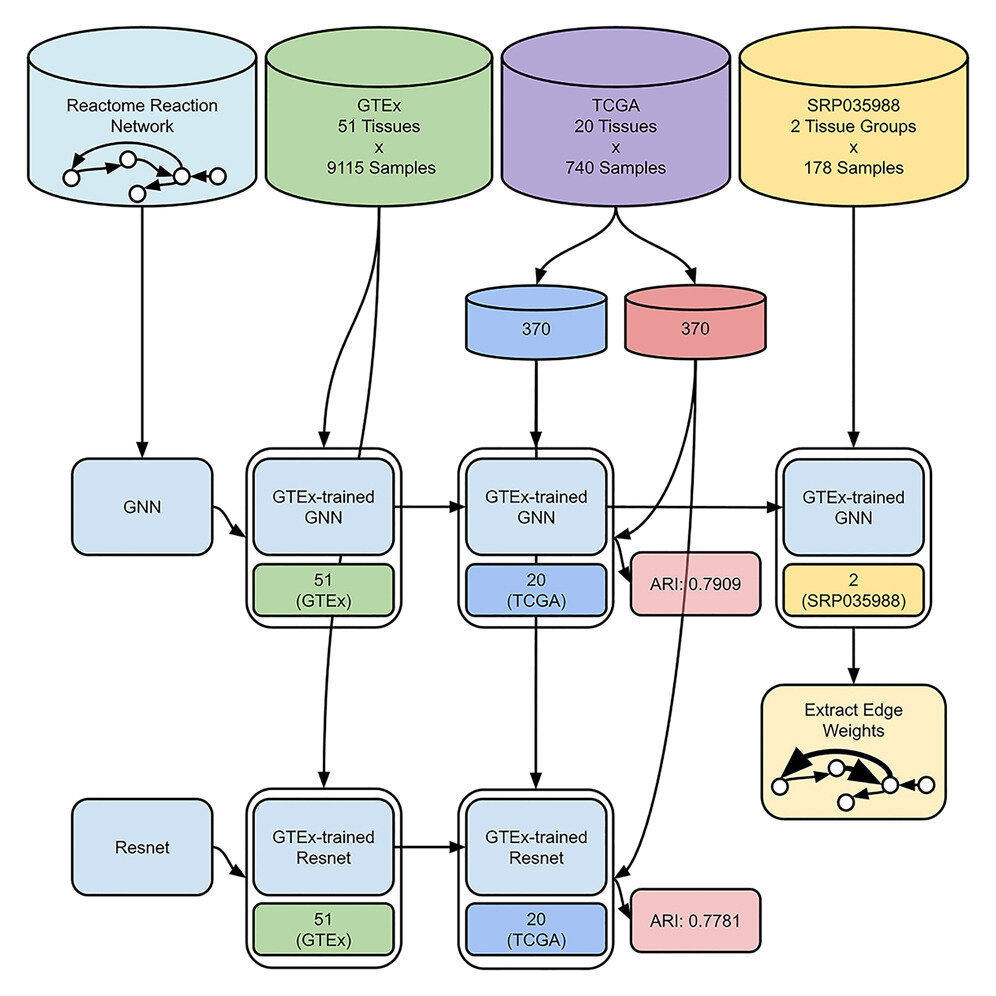 Reactome Reaction
Network
GTEx
51 Tissues
x
9115 Samples
TCGA
20 Tissues
x
740 Samples
SRP035988
2 Tissue Groups
x
178 Samples
370
370
GNN
GTEx-trained
GNN
51
(GTEx)
GTEx-trained
GNN
20
(TCGA)
ARI: 0.7909
GTEx-trained
GNN
2
(SRP035988)
Extract Edge
Weights
Resnet
GTEx-trained
Resnet
51
(GTEx)
GTEx-trained
Resnet
20
(TCGA)
ARI: 0.7781